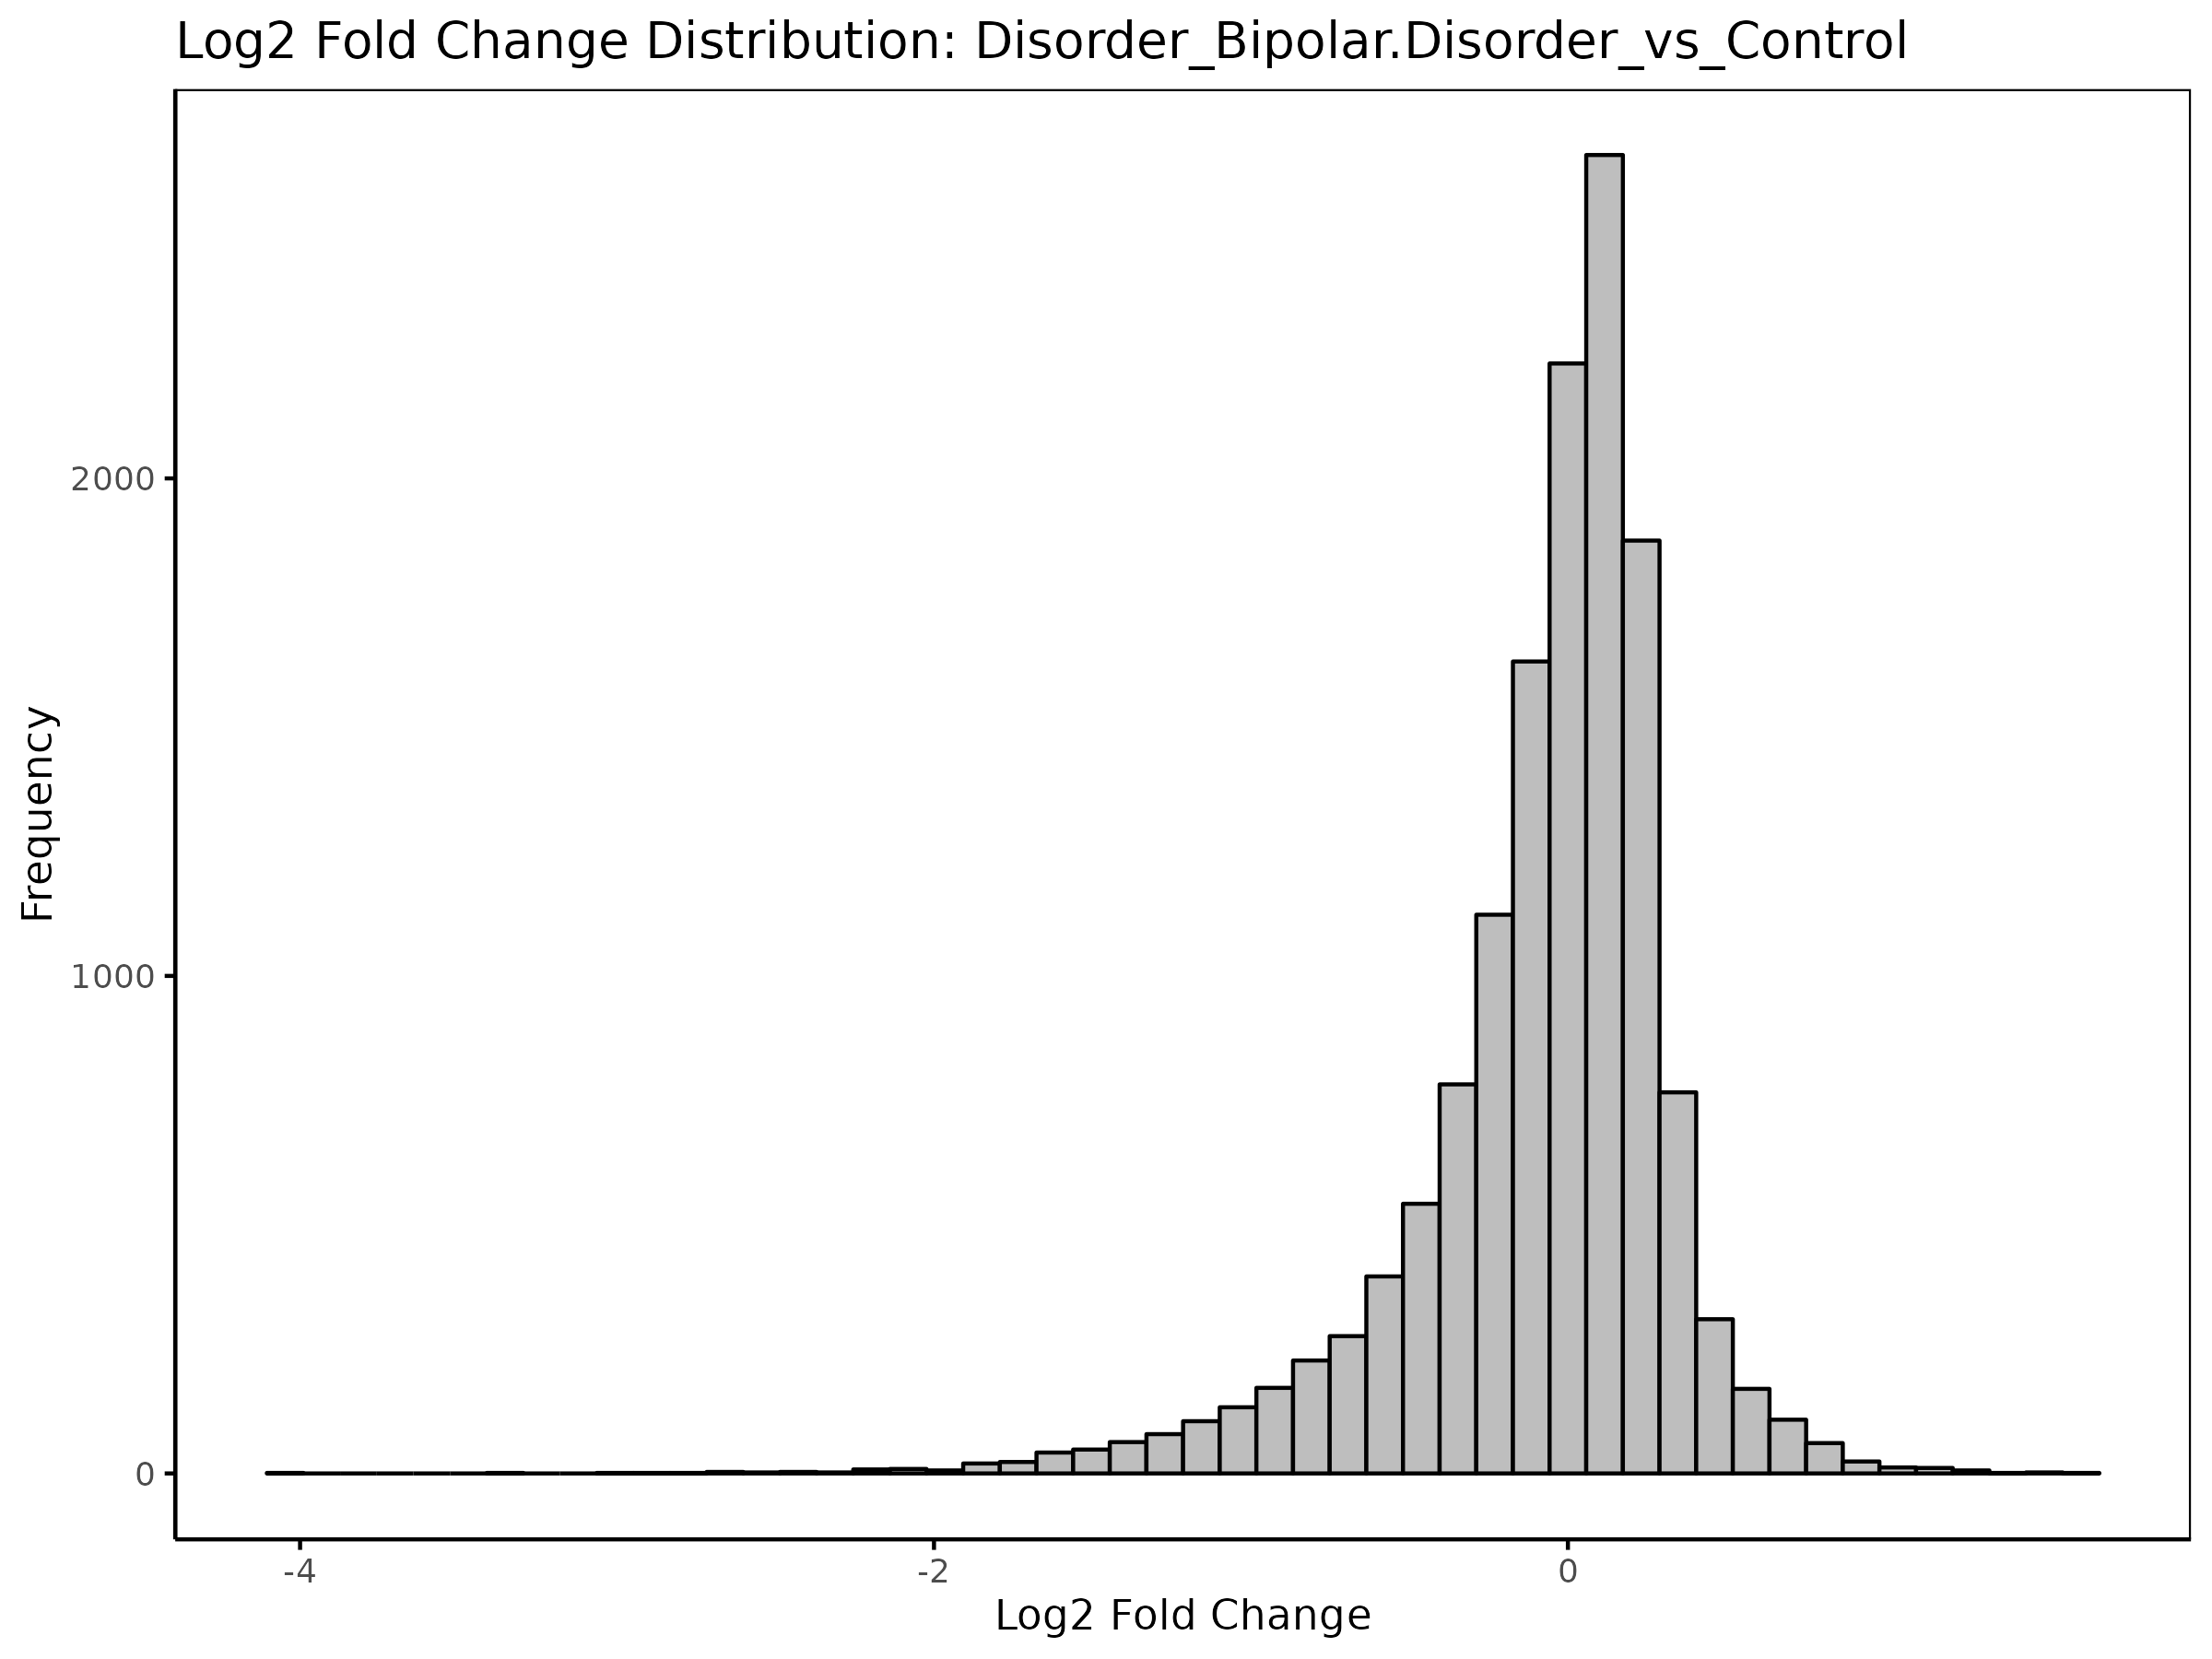 Log2 Fold Change Distribution: Disorder_Bipolar.Disorder_vs_Control
Frequency
2000
1000
0
-4
-2
0
Log2 Fold Change